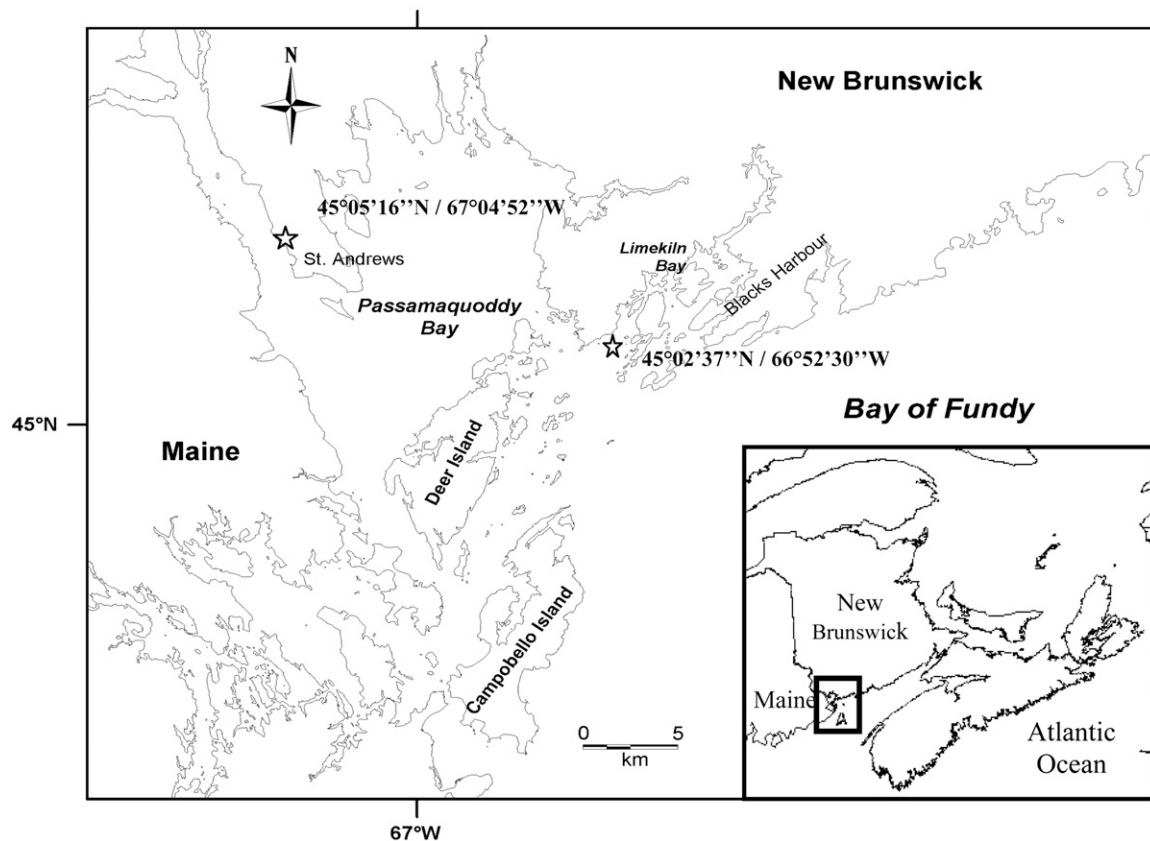 N
New Brunswick
45°05’16’’N / 67°04’52’’W
St. Andrews
Limekiln
Bay
Blacks Harbour
Passamaquoddy
Bay
45°02’37’’N / 66°52’30’’W
Bay of Fundy
45°N
Maine
Deer Island
Campobello Island
0 5
km
New
Brunswick
Maine
Atlantic
Ocean
67°W